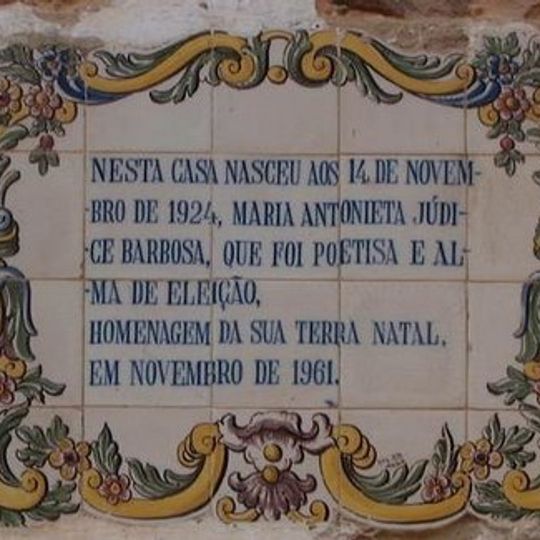 NESTA CASA NASCEU AOS 14 DE NOVEM-
BRO DE 1924, MARIA ANTONIETA JÚDI-
-CE BARBOSA, QUE FOI POETISA E AL-
-MA DE ELEIÇÃO,
HOMENAGEM DA SUA TERRA NATAL,
EM NOVEMBRO DE 1961.